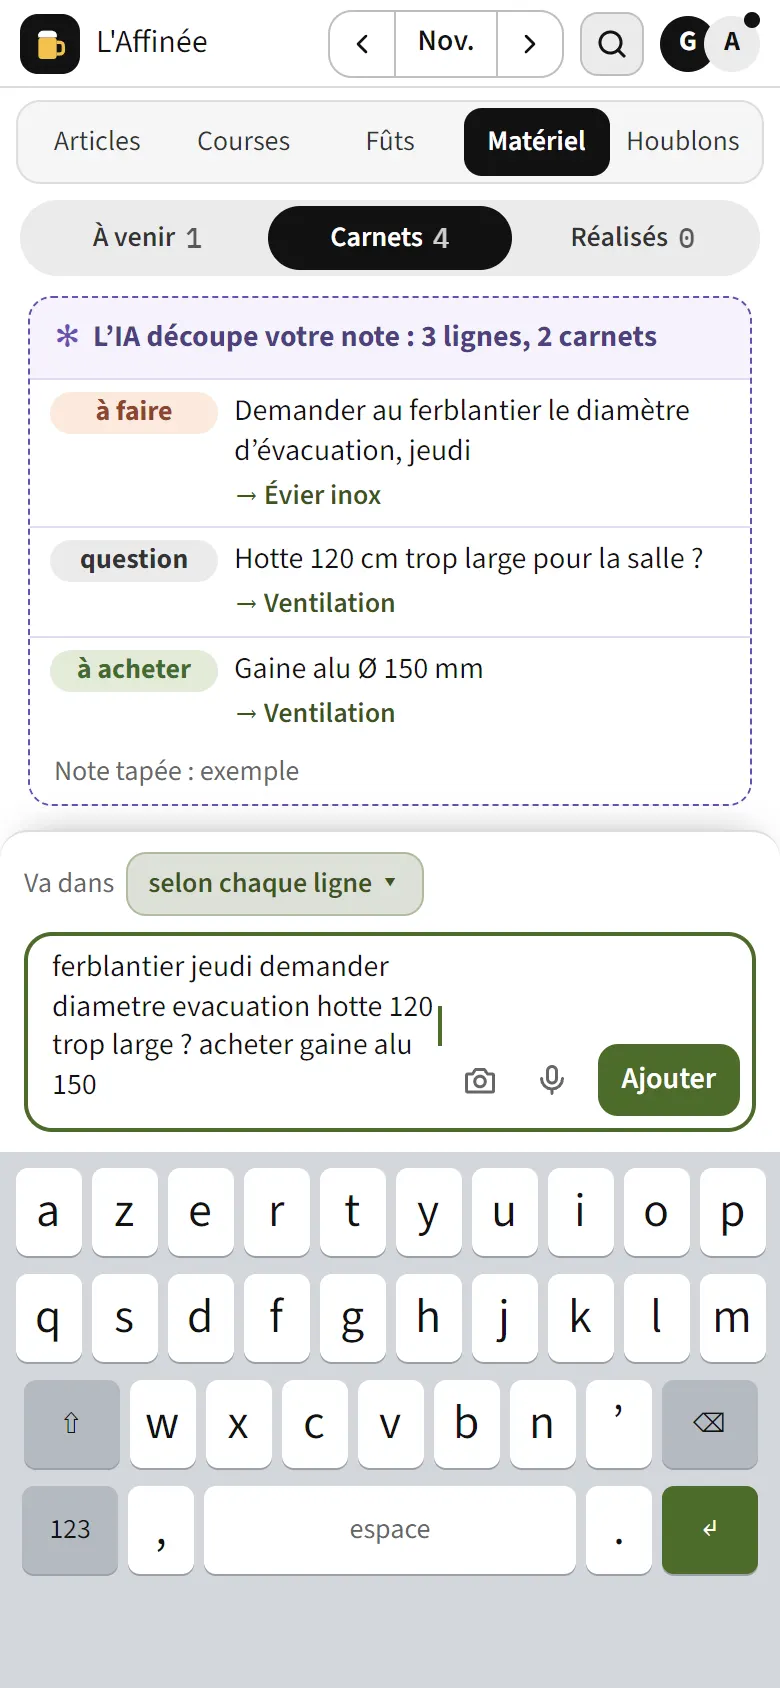 L'Affinée
Nov.
G
A
Articles Courses Fûts Matériel Houblons
À venir 1 Carnets 4 Réalisés 0
L’IA découpe votre note : 3 lignes, 2 carnets
à faire Demander au ferblantier le diamètre
d’évacuation, jeudi
→ Évier inox
question Hotte 120 cm trop large pour la salle ?
→ Ventilation
à acheter Gaine alu Ø 150 mm
→ Ventilation
Note tapée : exemple
Va dans selon chaque ligne ▼
ferblantier jeudi demander
diametre evacuation hotte 120
trop large ? acheter gaine alu
150
Ajouter
a z e r t y u i o p
q s d f g h j k l m
⇧ w x c v b n ’ ⌫
123 , espace . ↲